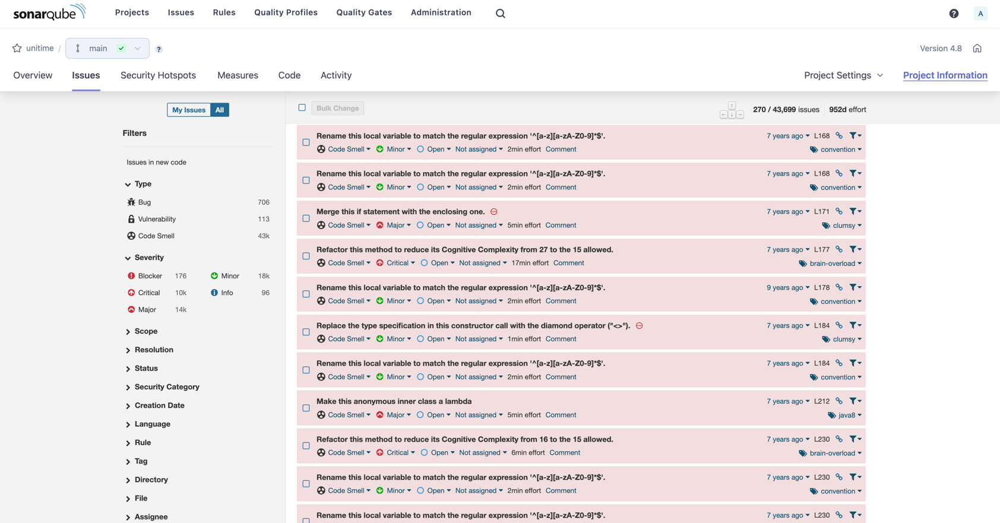 sonarqube Projects Issues Rules Quality Profiles Quality Gates Administration ? A
unitime / main ? Version 4.8
Overview Issues Security Hotspots Measures Code Activity Project Settings Project Information
My Issues All
Bulk Change 270 / 43,699 issues 952d effort
Filters
Issues in new code
Type
Bug 706
Vulnerability 113
Code Smell 43k
Severity
Blocker 176 Minor 18k
Critical 10k Info 96
Major 14k
Scope
Resolution
Status
Security Category
Creation Date
Language
Rule
Tag
Directory
File
Assignee
Rename this local variable to match the regular expression '^[a-z][a-zA-Z0-9]*$'. 7 years ago L168
Code Smell Minor Open Not assigned 2min effort Comment convention
Rename this local variable to match the regular expression '^[a-z][a-zA-Z0-9]*$'. 7 years ago L168
Code Smell Minor Open Not assigned 2min effort Comment convention
Merge this if statement with the enclosing one. 7 years ago L171
Code Smell Major Open Not assigned 5min effort Comment clumsy
Refactor this method to reduce its Cognitive Complexity from 27 to the 15 allowed. 7 years ago L177
Code Smell Critical Open Not assigned 17min effort Comment brain-overload
Rename this local variable to match the regular expression '^[a-z][a-zA-Z0-9]*$'. 9 years ago L178
Code Smell Minor Open Not assigned 2min effort Comment convention
Replace the type specification in this constructor call with the diamond operator ("<>"). 7 years ago L184
Code Smell Minor Open Not assigned 1min effort Comment clumsy
Rename this local variable to match the regular expression '^[a-z][a-zA-Z0-9]*$'. 7 years ago L184
Code Smell Minor Open Not assigned 2min effort Comment convention
Make this anonymous inner class a lambda 7 years ago L212
Code Smell Major Open Not assigned 5min effort Comment java8
Refactor this method to reduce its Cognitive Complexity from 16 to the 15 allowed. 7 years ago L230
Code Smell Critical Open Not assigned 6min effort Comment brain-overload
Rename this local variable to match the regular expression '^[a-z][a-zA-Z0-9]*$'. 7 years ago L230
Code Smell Minor Open Not assigned 2min effort Comment convention
Rename this local variable to match the regular expression '^[a-z][a-zA-Z0-9]*$'. 7 years ago L230